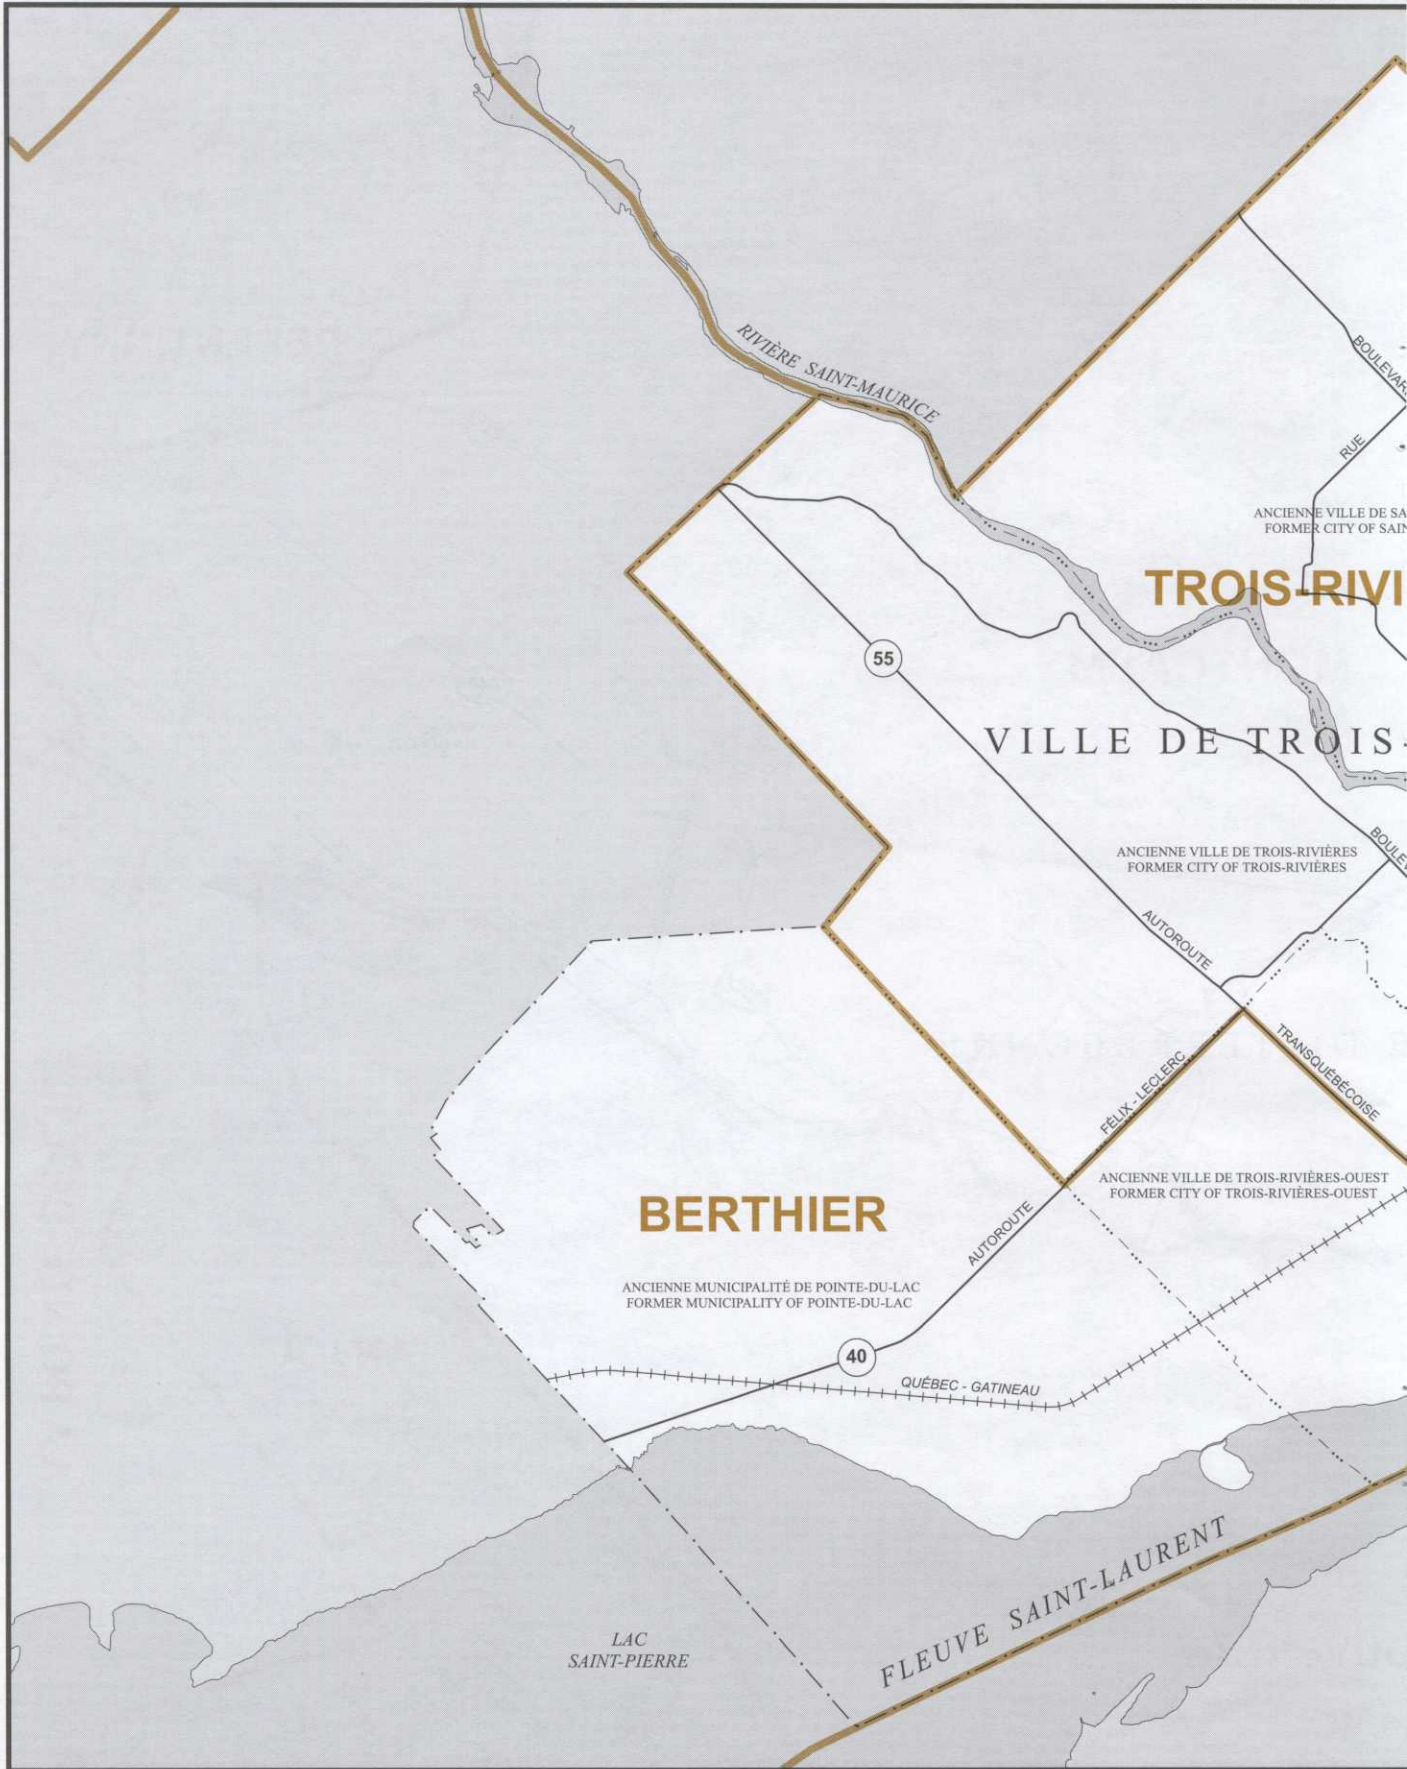 RIVIÈRE SAINT-MAURICE
BOULEVAR
RUE
ANCIENNE VILLE DE SA
FORMER CITY OF SAIN
TROIS-RIVI
55
VILLE DE TROIS-
ANCIENNE VILLE DE TROIS-RIVIÈRES
FORMER CITY OF TROIS-RIVIÈRES
BOULEV
AUTOROUTE
TRANSQUÉBÉCOISE
FÉLIX - LECLERC
ANCIENNE VILLE DE TROIS-RIVIÈRES-OUEST
FORMER CITY OF TROIS-RIVIÈRES-OUEST
BERTHIER
AUTOROUTE
ANCIENNE MUNICIPALITÉ DE POINTE-DU-LAC
FORMER MUNICIPALITY OF POINTE-DU-LAC
40
QUÉBEC - GATINEAU
FLEUVE SAINT-LAURENT
LAC
SAINT-PIERRE